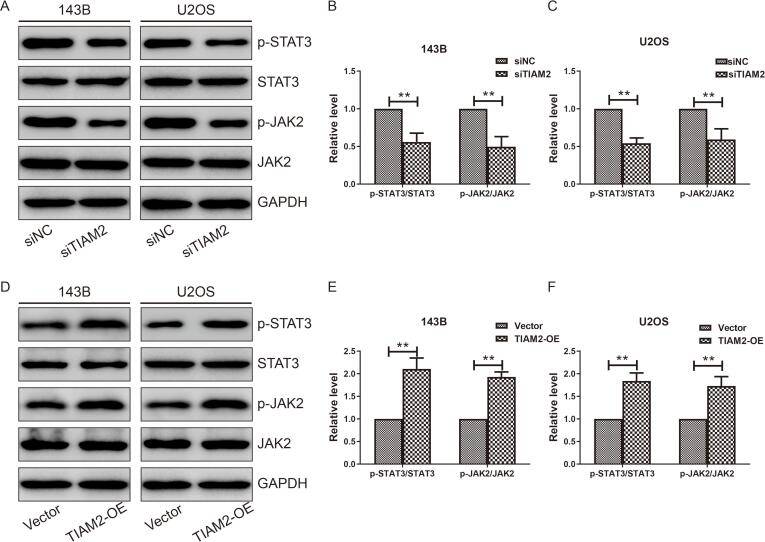 A
143B
U2OS
p-STAT3
STAT3
p-JAK2
JAK2
GAPDH
siNC
siTIAM2
siNC
siTIAM2
B
143B
siNC
siTIAM2
Relative level
1.5
1.0
0.5
0.0
**
**
p-STAT3/STAT3
p-JAK2/JAK2
C
U2OS
siNC
siTIAM2
Relative level
1.5
1.0
0.5
0.0
**
**
p-STAT3/STAT3
p-JAK2/JAK2
D
143B
U2OS
p-STAT3
STAT3
p-JAK2
JAK2
GAPDH
Vector
TIAM2-OE
Vector
TIAM2-OE
E
143B
Vector
TIAM2-OE
Relative level
2.5
2.0
1.5
1.0
0.5
0.0
**
**
p-STAT3/STAT3
p-JAK2/JAK2
F
U2OS
Vector
TIAM2-OE
Relative level
2.5
2.0
1.5
1.0
0.5
0.0
**
**
p-STAT3/STAT3
p-JAK2/JAK2